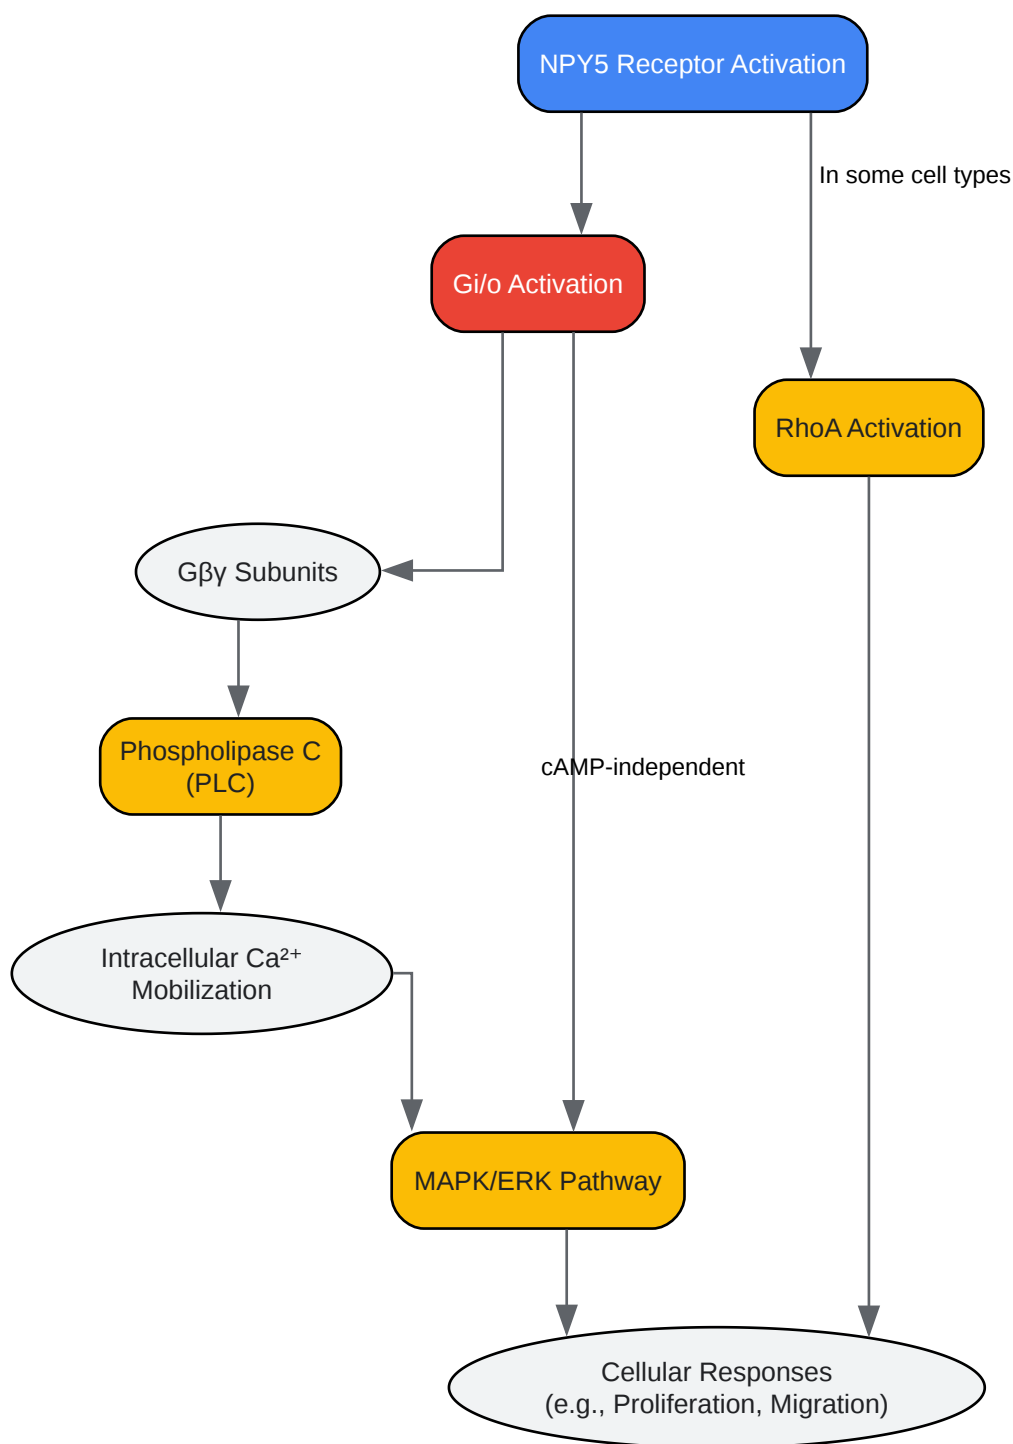 NPY5 Receptor Activation
In some cell types
Gi/o Activation
RhoA Activation
Gβγ Subunits
Phospholipase C
(PLC)
cAMP-independent
Intracellular Ca²⁺
Mobilization
MAPK/ERK Pathway
Cellular Responses
(e.g., Proliferation, Migration)